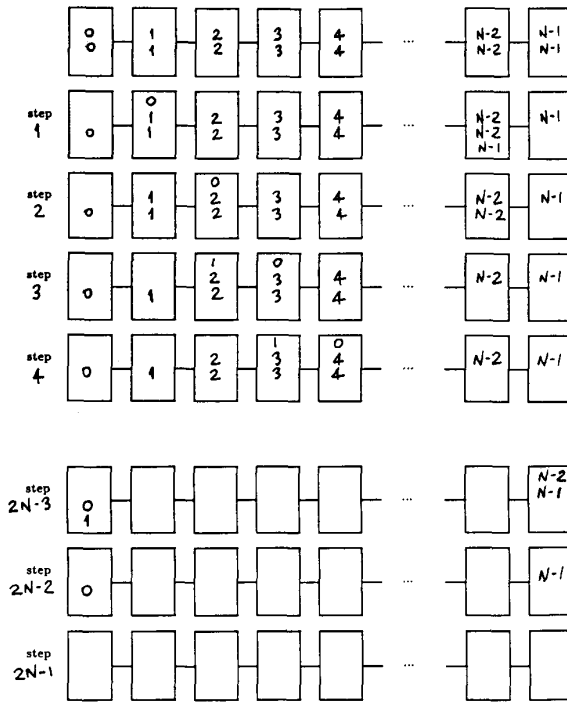 0 1 2 3 4 N-2 N-1
0 1 2 3 4 ... N-2 N-1
0
step 1 2 3 4 N-2 N-1
1 0 1 2 3 4 ... N-2
N-1
0
step 1 2 3 4 N-2 N-1
2 0 1 2 3 4 ... N-2
1 0
step 2 3 4 ... N-2 N-1
3 0 1 2 3 4
1 0
step 2 3 4 ... N-2 N-1
4 0 1 2 3 4
N-2
step N-1
2N-3 0 ...
1
step
2N-2 0 ... N-1
step
2N-1 ...